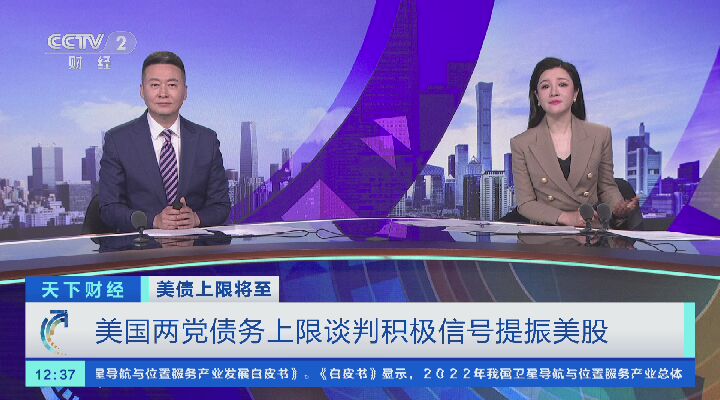 CCTV 2
财经
天下财经 美债上限将至
美国两党债务上限谈判积极信号提振美股
12:37 星导航与位置服务产业发展白皮书》。《白皮书》显示，2022年我国卫星导航与位置服务产业总体